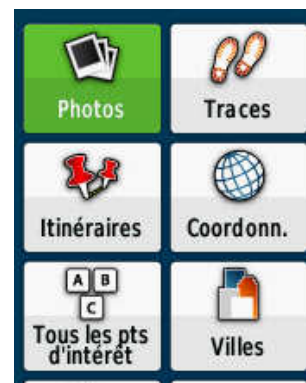 Photos Traces
Itinéraires Coordonn.
A B
C
Tous les pts
d'intérêt
Villes